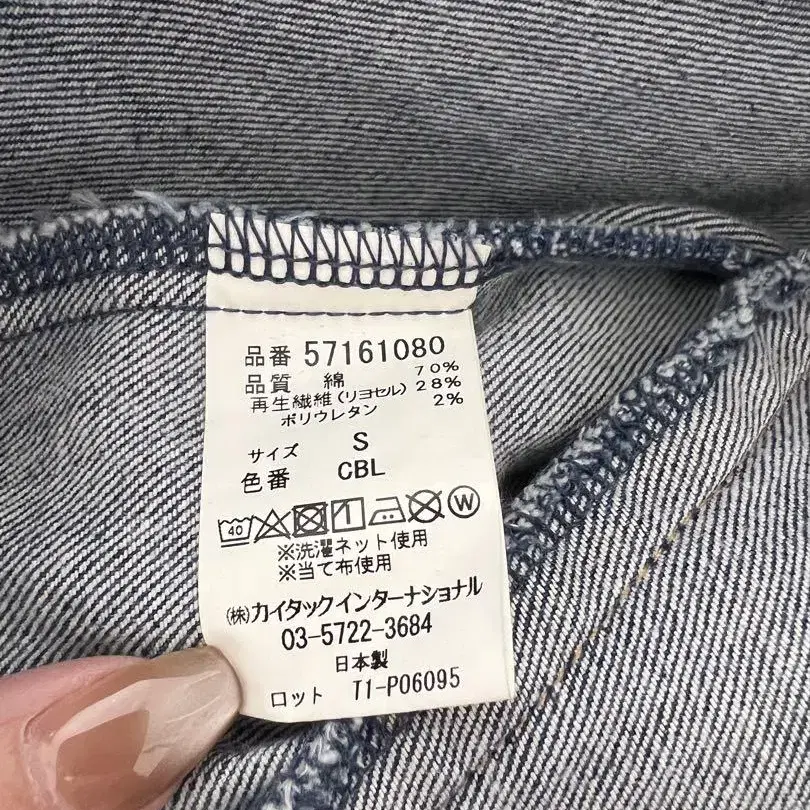 品番 57161080
品質 綿 70%
再生繊維(リヨセル) 28%
ポリウレタン 2%
サイズ S
色番 CBL
40 W
※洗濯ネット使用
※当て布使用
(株)カイタックインターナショナル
03-5722-3684
日本製
ロット T1-P06095